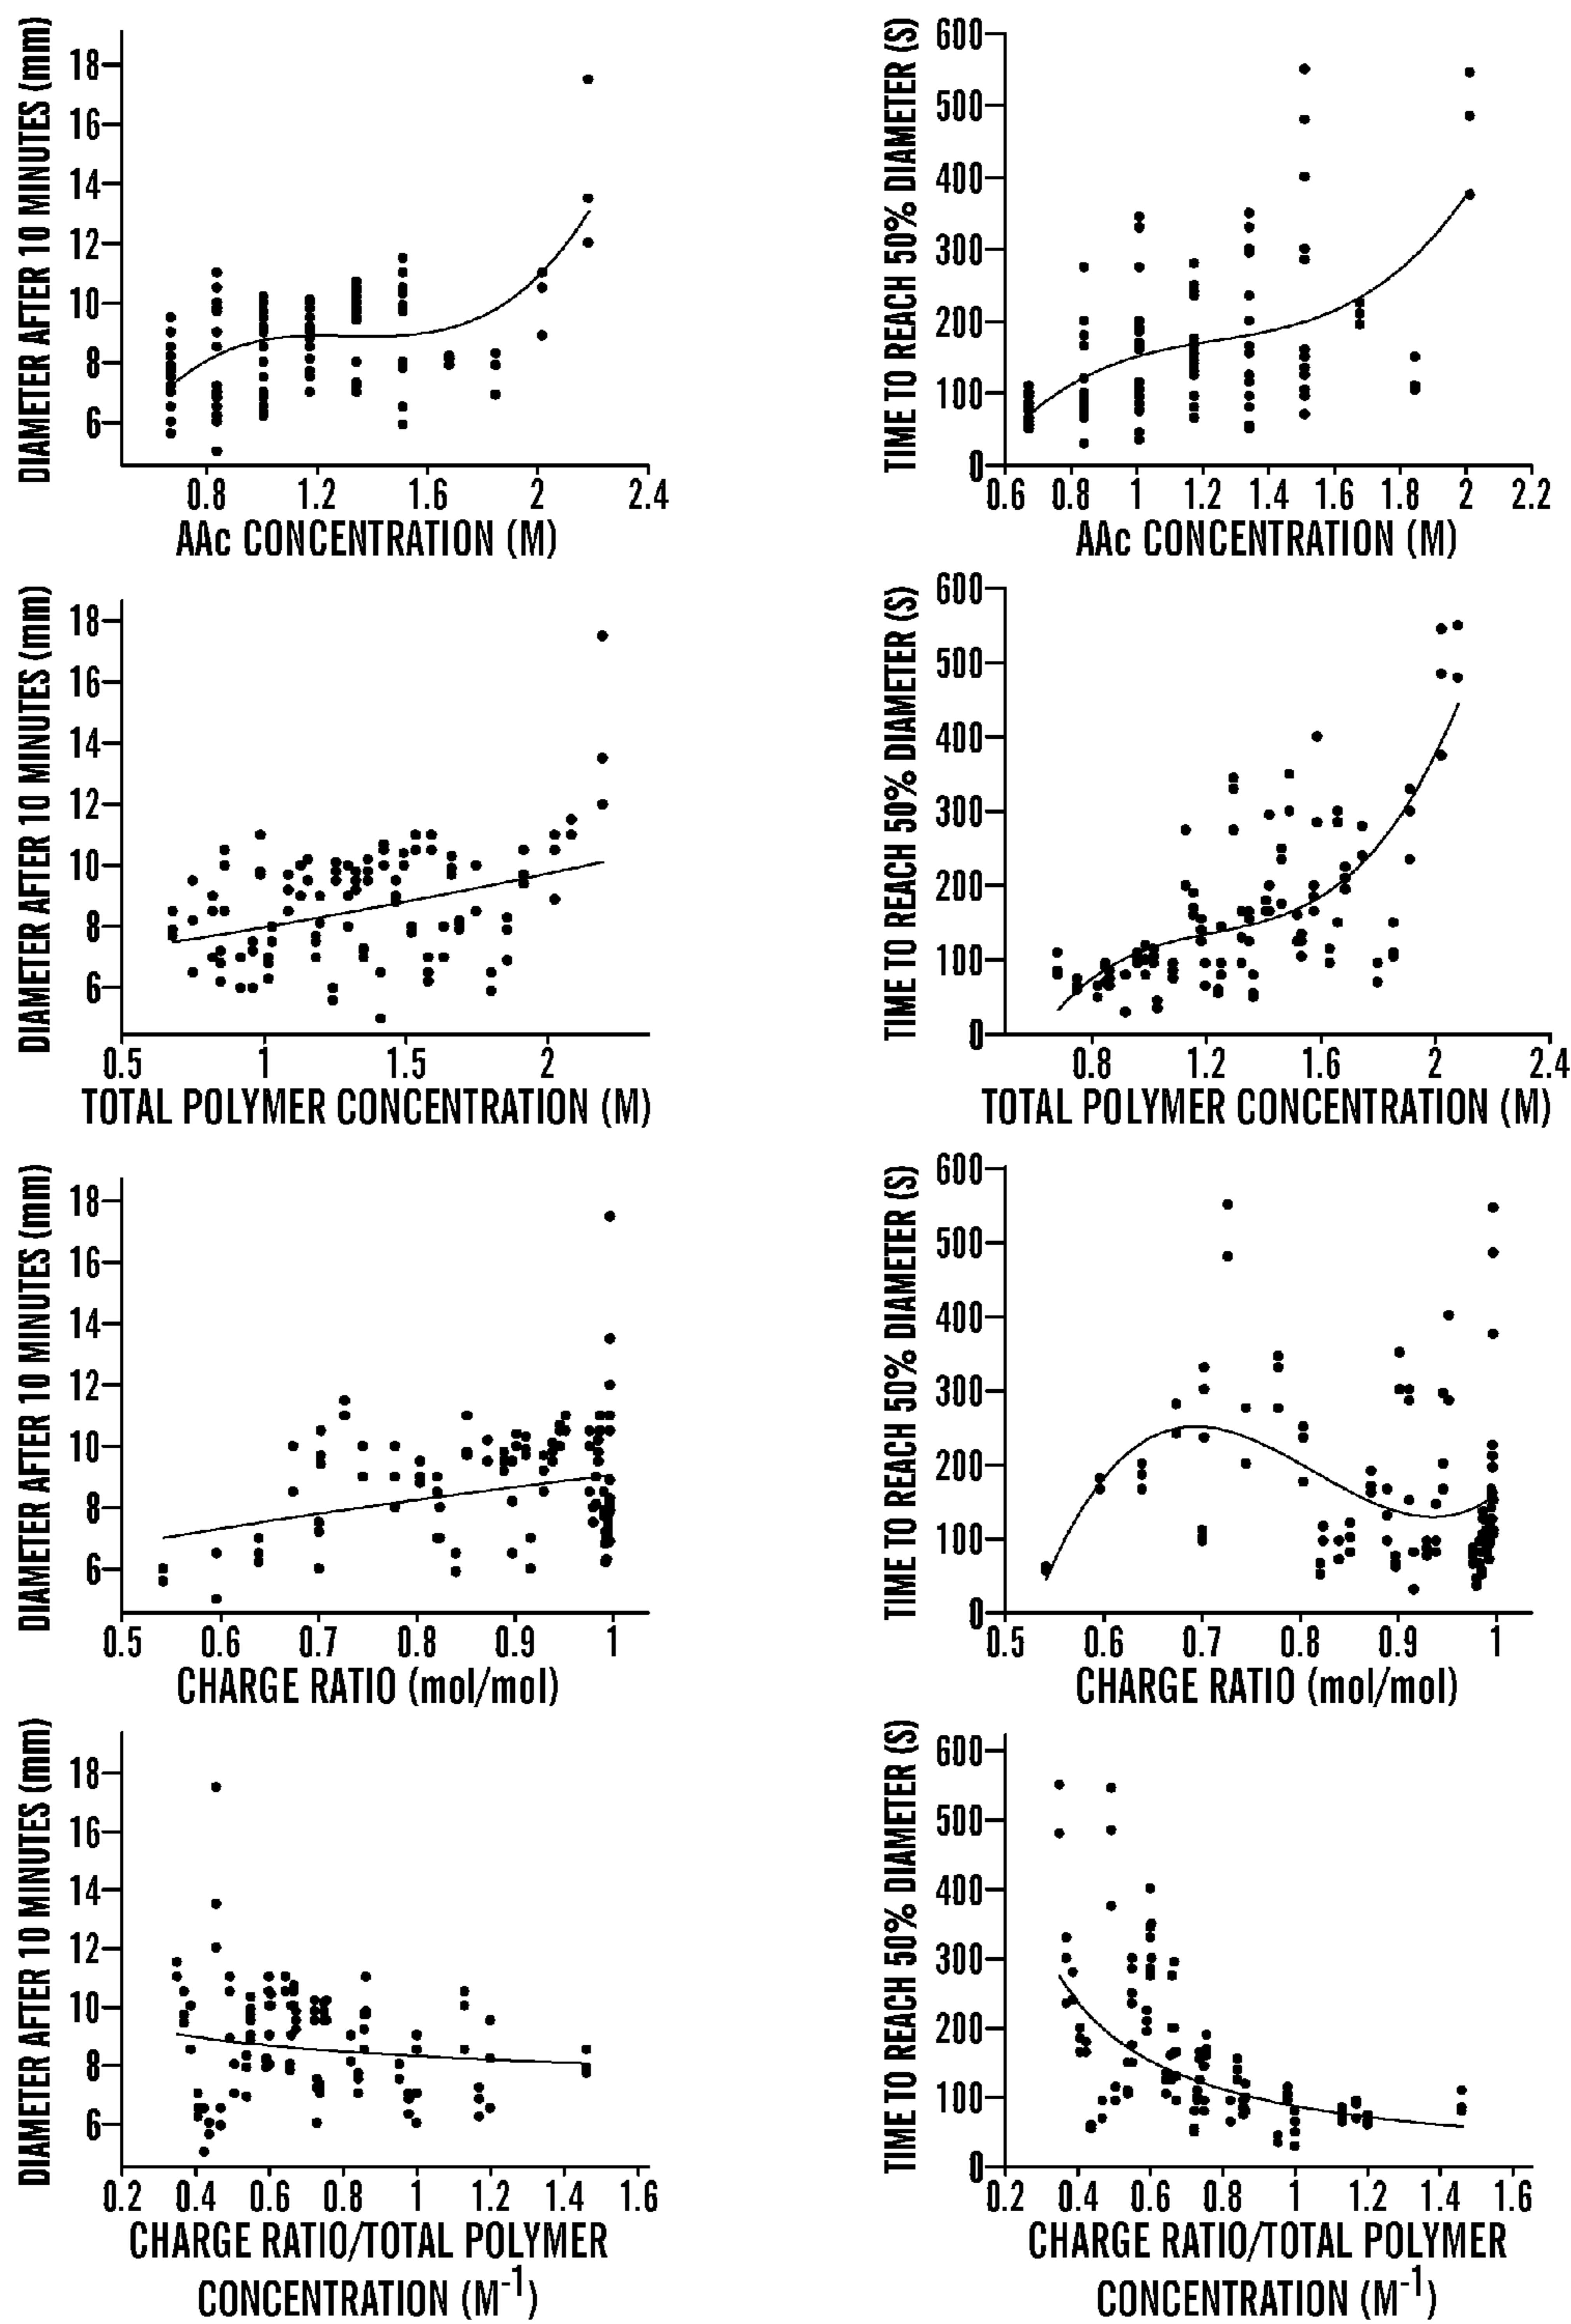 DIAMETER AFTER 10 MINUTES (mm)
18
16
14
12
10
8
6
0.8 1.2 1.6 2 2.4
AAc CONCENTRATION (M)
TIME TO REACH 50% DIAMETER (S)
600
500
400
300
200
100
0
0.6 0.8 1 1.2 1.4 1.6 1.8 2 2.2
AAc CONCENTRATION (M)
DIAMETER AFTER 10 MINUTES (mm)
18
16
14
12
10
8
6
0.5 1 1.5 2
TOTAL POLYMER CONCENTRATION (M)
TIME TO REACH 50% DIAMETER (S)
600
500
400
300
200
100
0
0.8 1.2 1.6 2 2.4
TOTAL POLYMER CONCENTRATION (M)
DIAMETER AFTER 10 MINUTES (mm)
18
16
14
12
10
8
6
0.5 0.6 0.7 0.8 0.9 1
CHARGE RATIO (mol/mol)
TIME TO REACH 50% DIAMETER (S)
600
500
400
300
200
100
0
0.5 0.6 0.7 0.8 0.9 1
CHARGE RATIO (mol/mol)
DIAMETER AFTER 10 MINUTES (mm)
18
16
14
12
10
8
6
0.2 0.4 0.6 0.8 1 1.2 1.4 1.6
CHARGE RATIO/TOTAL POLYMER
CONCENTRATION (M⁻¹)
TIME TO REACH 50% DIAMETER (S)
600
500
400
300
200
100
0
0.2 0.4 0.6 0.8 1 1.2 1.4 1.6
CHARGE RATIO/TOTAL POLYMER
CONCENTRATION (M⁻¹)